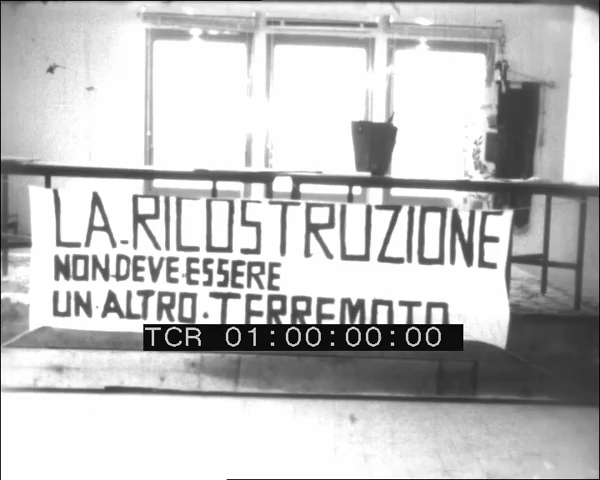 LA-RICOSTRUZIONE
NON·DEVE·ESSERE
UN·ALTRO·TERREMOTO
TCR 01:00:00:00